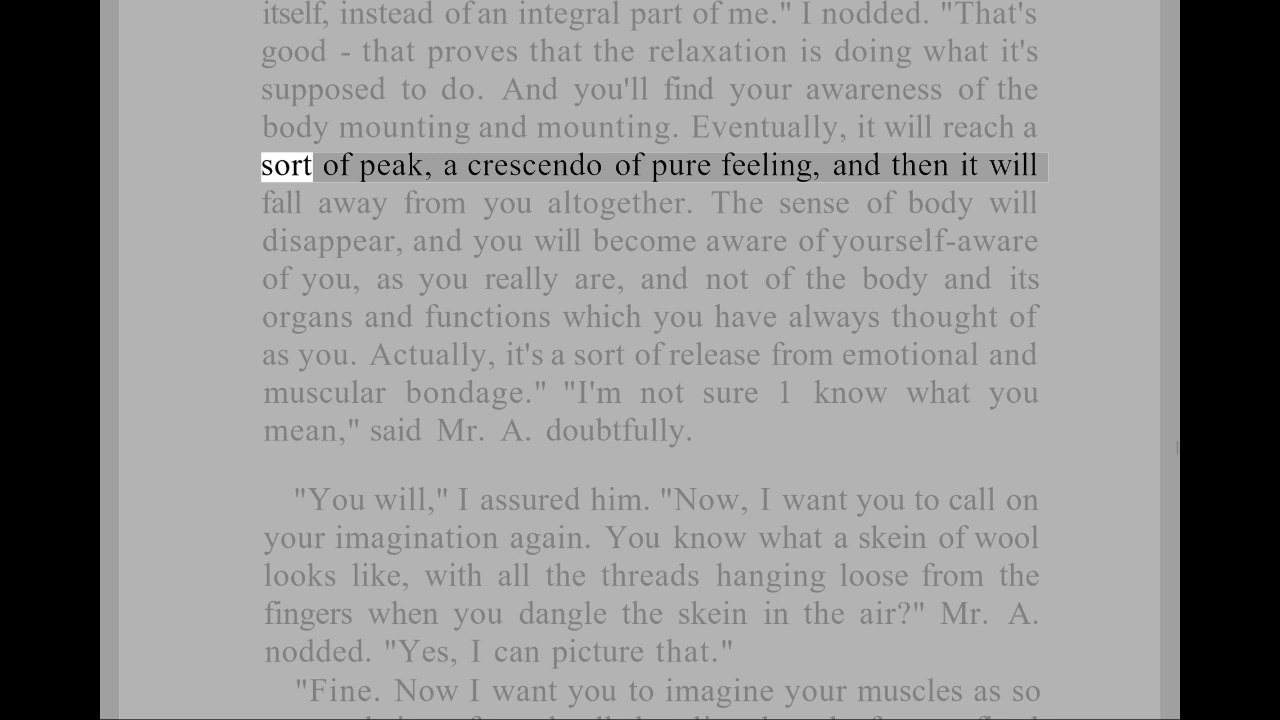 itself, instead of an integral part of me." I nodded. "That's
good - that proves that the relaxation is doing what it's
supposed to do. And you'll find your awareness of the
body mounting and mounting. Eventually, it will reach a
sort of peak, a crescendo of pure feeling, and then it will
fall away from you altogether. The sense of body will
disappear, and you will become aware of yourself-aware
of you, as you really are, and not of the body and its
organs and functions which you have always thought of
as you. Actually, it's a sort of release from emotional and
muscular bondage." "I'm not sure 1 know what you
mean," said Mr. A. doubtfully.
"You will," I assured him. "Now, I want you to call on
your imagination again. You know what a skein of wool
looks like, with all the threads hanging loose from the
fingers when you dangle the skein in the air?" Mr. A.
nodded. "Yes, I can picture that."
"Fine. Now I want you to imagine your muscles as so